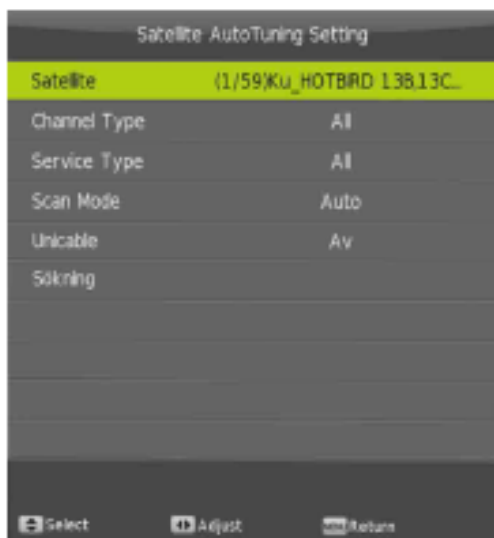 Satellite AutoTuning Setting
Satellite (1/59)Ku_HOTBIRD 13B,13C...
Channel Type All
Service Type All
Scan Mode Auto
Unicable Av
Sökning
Select Adjust MENU Return